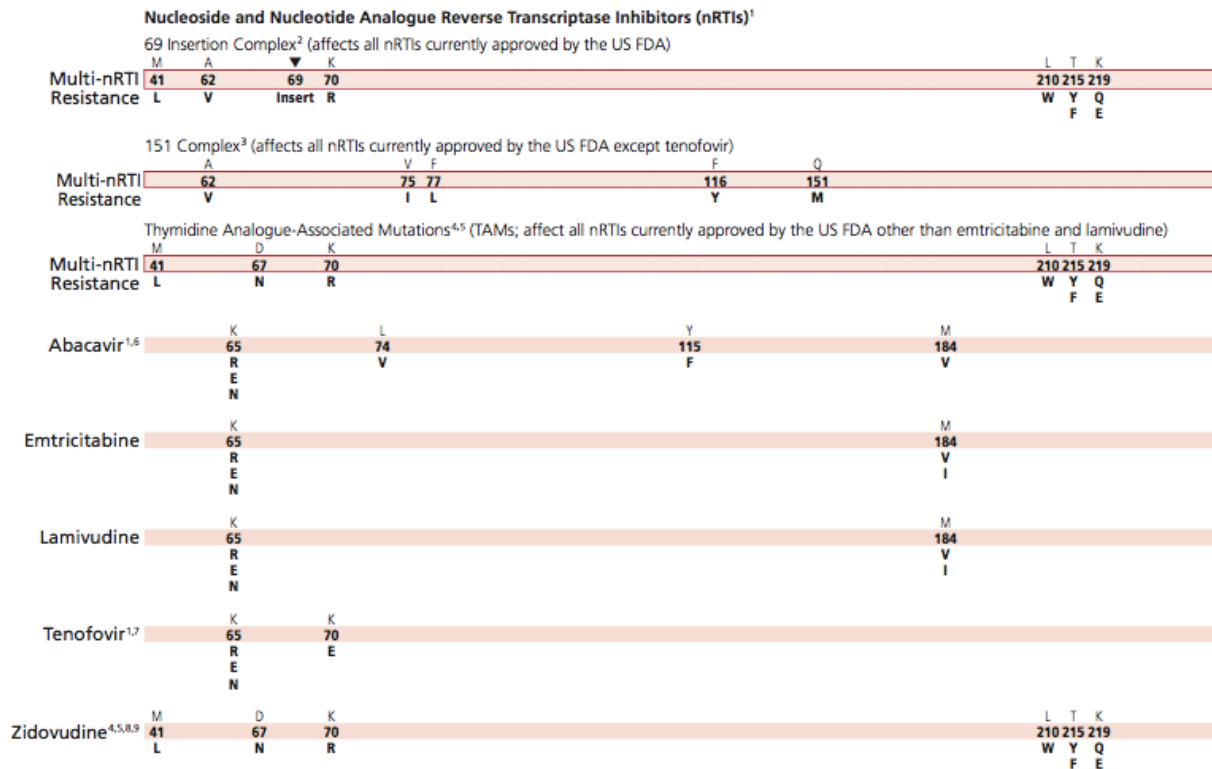 Nucleoside and Nucleotide Analogue Reverse Transcriptase Inhibitors (nRTIs)¹
69 Insertion Complex² (affects all nRTIs currently approved by the US FDA)
M A ▼ K L T K
Multi-nRTI 41 62 69 70 210 215 219
Resistance L V Insert R W Y Q
F E
151 Complex³ (affects all nRTIs currently approved by the US FDA except tenofovir)
A V F F Q
Multi-nRTI 62 75 77 116 151
Resistance V I L Y M
Thymidine Analogue-Associated Mutations⁴,⁵ (TAMs; affect all nRTIs currently approved by the US FDA other than emtricitabine and lamivudine)
M D K L T K
Multi-nRTI 41 67 70 210 215 219
Resistance L N R W Y Q
F E
K L Y M
Abacavir¹,⁶ 65 74 115 184
R V F V
E
N
K M
Emtricitabine 65 184
R V
E I
N
K M
Lamivudine 65 184
R V
E I
N
K K
Tenofovir¹,⁷ 65 70
R E
E
N
M D K L T K
Zidovudine⁴,⁵,⁸,⁹ 41 67 70 210 215 219
L N R W Y Q
F E